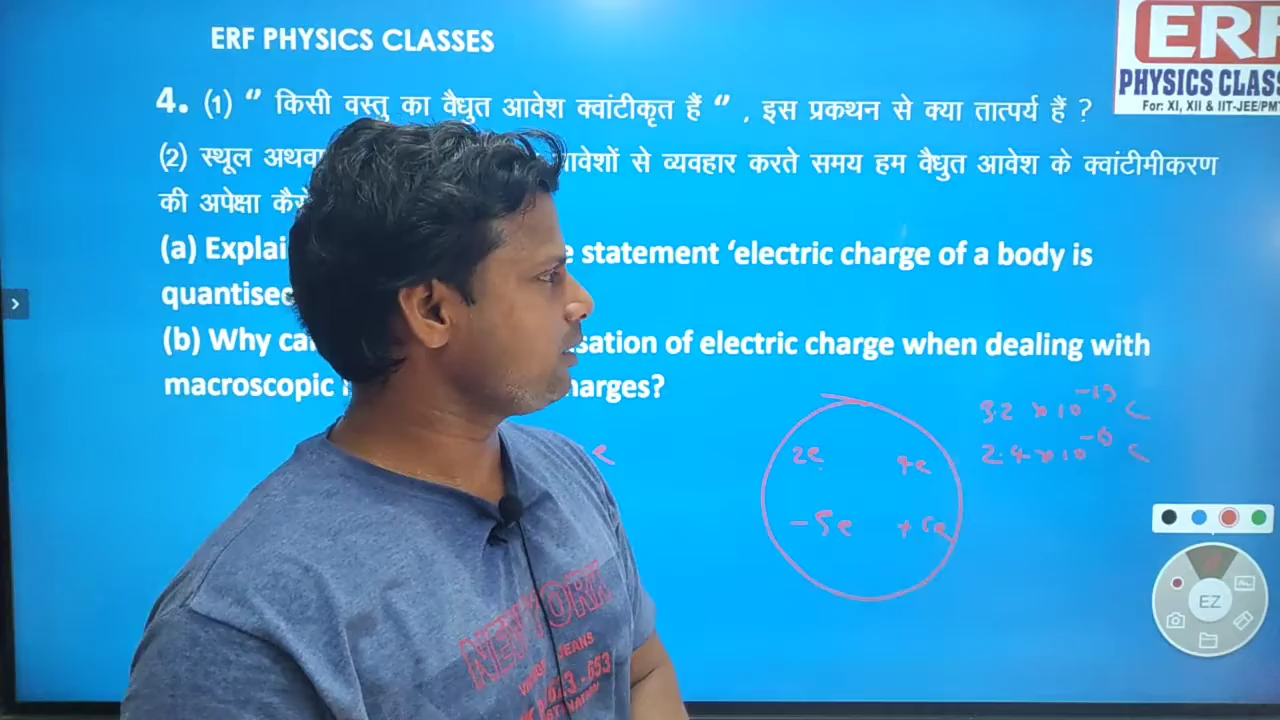 ERF PHYSICS CLASSES
ERF
PHYSICS CLASS
For: XI, XII & IIT-JEE/PMT
4. (1) “ किसी वस्तु का वैधुत आवेश क्वांटीकृत हैं ” , इस प्रकथन से क्या तात्पर्य हैं ?
(2) स्थूल अथवा आवेशों से व्यवहार करते समय हम वैधुत आवेश के क्वांटीमीकरण
की अपेक्षा
(a) Explai statement ‘electric charge of a body is
quantised
(b) Why ca sation of electric charge when dealing with
macroscopic harges?
3.2 × 10⁻¹⁹ C
2.4 × 10 C
e
2e 4e
-5e
EZ
NEW YORK
JEANS